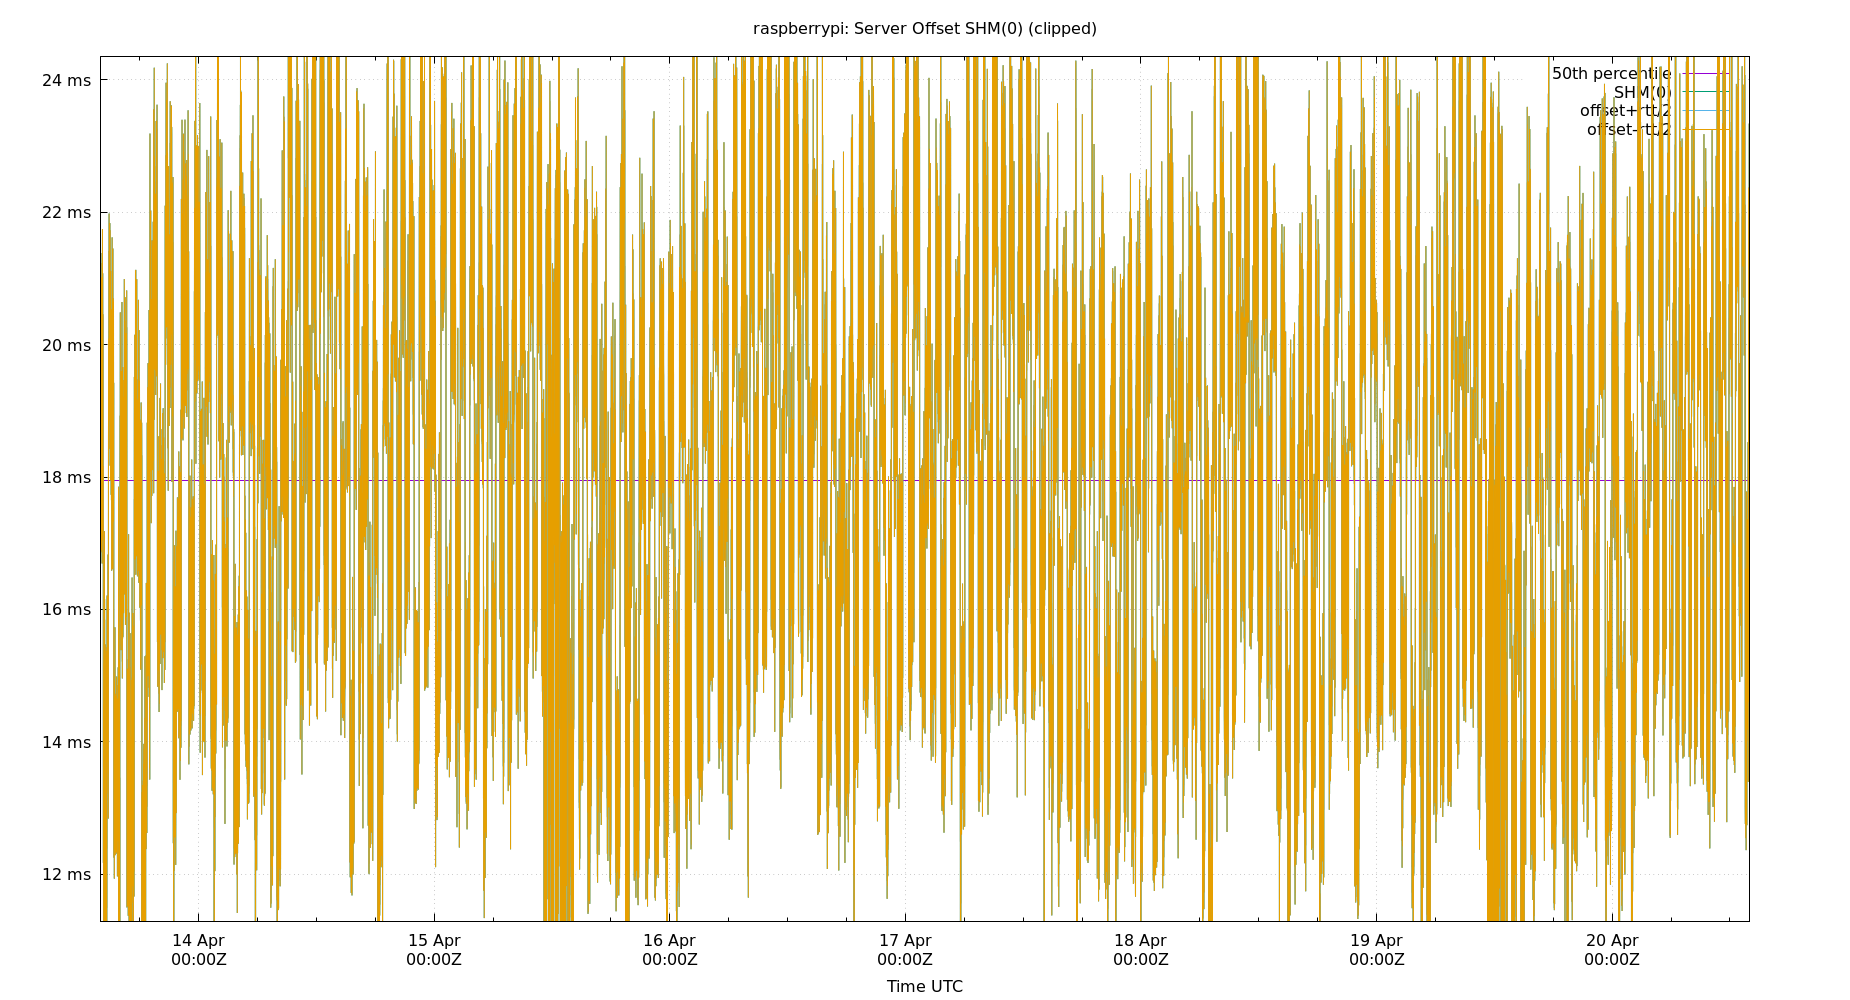 raspberrypi: Server Offset SHM(0) (clipped)
50th percentile
SHM(0)
offset+rtt/2
offset-rtt/2
24 ms
22 ms
20 ms
18 ms
16 ms
14 ms
12 ms
14 Apr
00:00Z
15 Apr
00:00Z
16 Apr
00:00Z
17 Apr
00:00Z
18 Apr
00:00Z
19 Apr
00:00Z
20 Apr
00:00Z
Time UTC